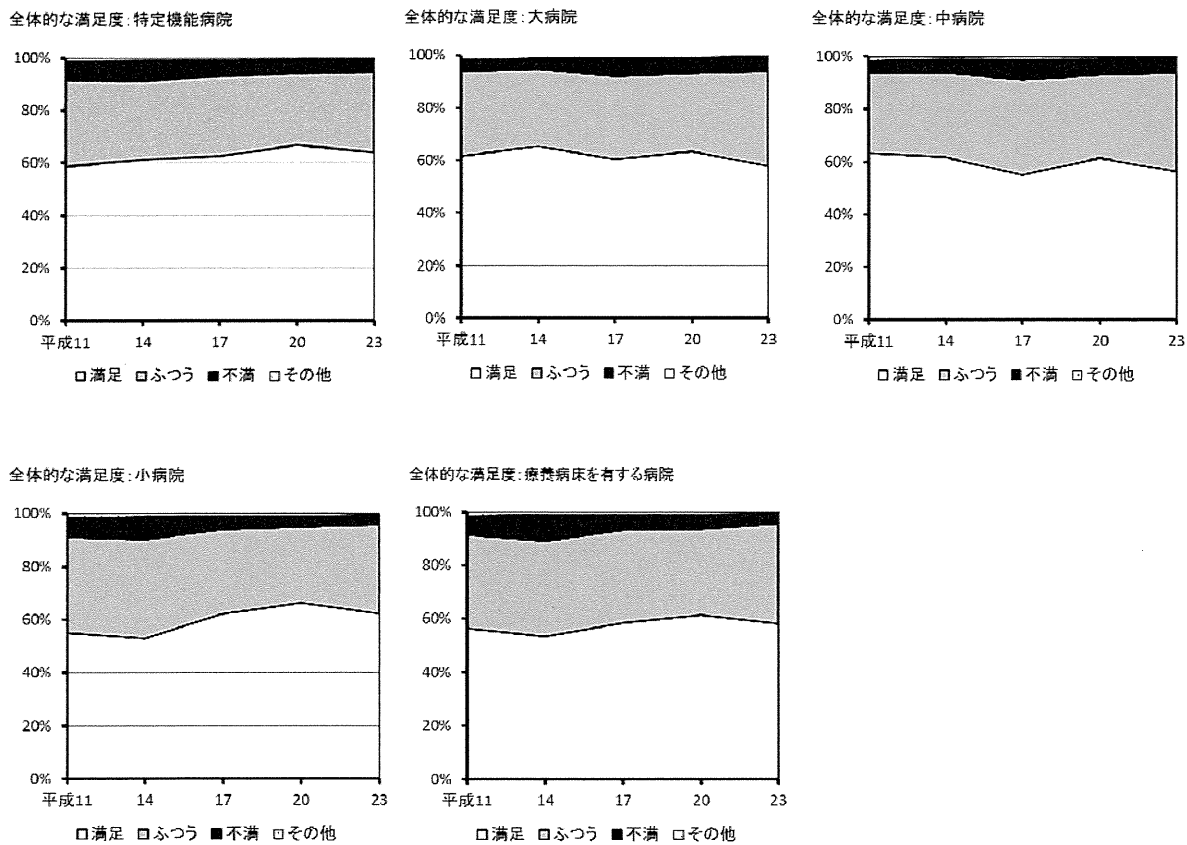 全体的な満足度:特定機能病院
100%
80%
60%
40%
20%
0%
平成11 14 17 20 23
□満足 □ふつう ■不満 □その他
全体的な満足度:大病院
100%
80%
60%
40%
20%
0%
平成11 14 17 20 23
□満足 □ふつう ■不満 □その他
全体的な満足度:中病院
100%
80%
60%
40%
20%
0%
平成11 14 17 20 23
□満足 □ふつう ■不満 □その他
全体的な満足度:小病院
100%
80%
60%
40%
20%
0%
平成11 14 17 20 23
□満足 □ふつう ■不満 □その他
全体的な満足度:療養病床を有する病院
100%
80%
60%
40%
20%
0%
平成11 14 17 20 23
□満足 □ふつう ■不満 □その他